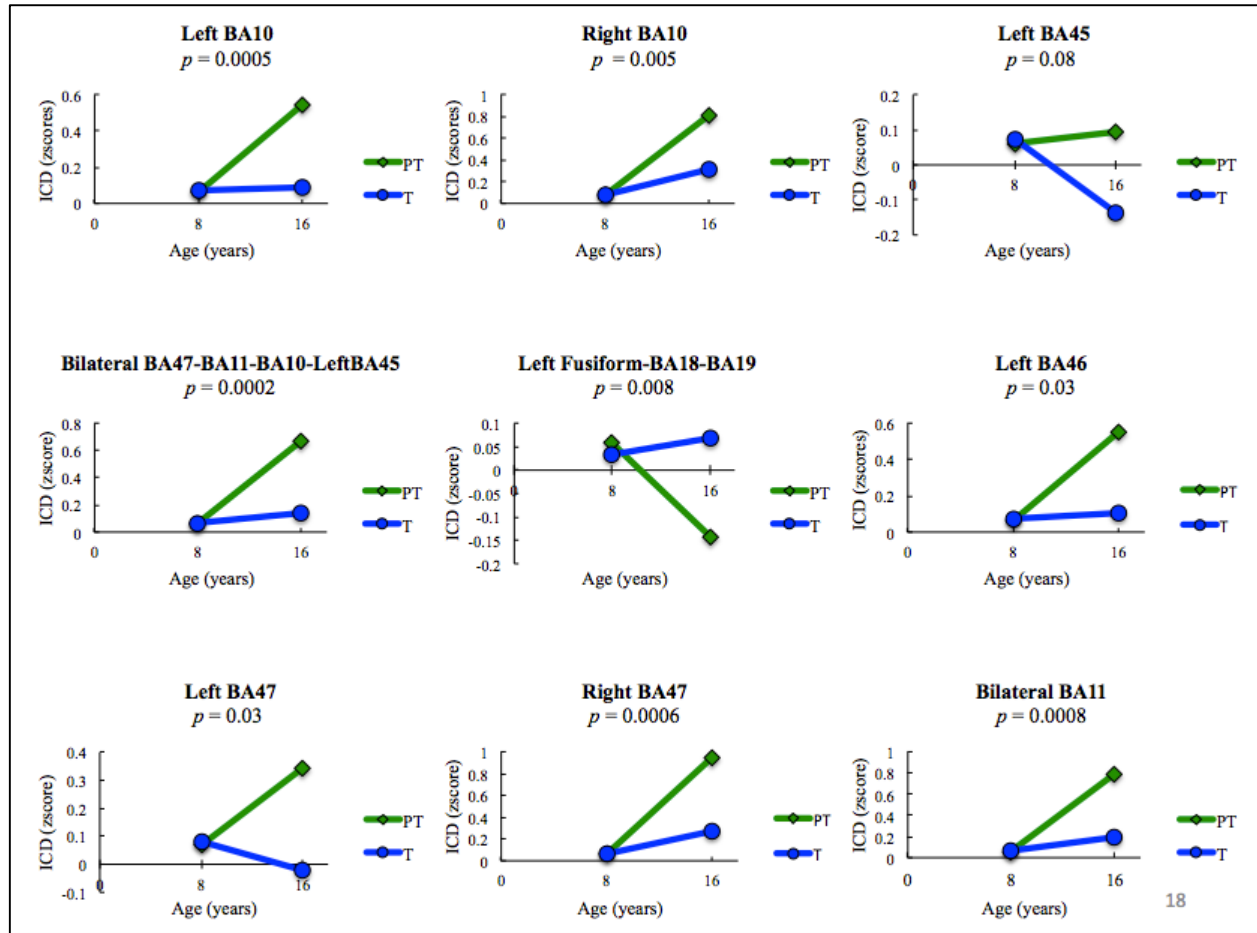 Left BA10
p = 0.0005
ICD (zscores)
0.6
0.4
0.2
0
0
8
16
Age (years)
PT
T
Right BA10
p = 0.005
ICD (zscores)
1
0.8
0.6
0.4
0.2
0
0
8
16
Age (years)
PT
T
Left BA45
p = 0.08
ICD (zscores)
0.2
0.1
0
-0.1
-0.2
0
8
16
Age (years)
PT
T
Bilateral BA47-BA11-BA10-LeftBA45
p = 0.0002
ICD (zscore)
0.8
0.6
0.4
0.2
0
0
8
16
Age (years)
PT
T
Left Fusiform-BA18-BA19
p = 0.008
ICD (zscore)
0.1
0.05
0
-0.05
-0.1
-0.15
-0.2
0
8
16
Age (years)
PT
T
Left BA46
p = 0.03
ICD (zscore)
0.6
0.4
0.2
0
0
8
16
Age (years)
PT
T
Left BA47
p = 0.03
ICD (zscore)
0.4
0.3
0.2
0.1
0
-0.1
0
8
16
Age (years)
PT
T
Right BA47
p = 0.0006
ICD (zscore)
1
0.8
0.6
0.4
0.2
0
0
8
16
Age (years)
PT
T
Bilateral BA11
p = 0.0008
ICD (zscore)
1
0.8
0.6
0.4
0.2
0
0
8
16
Age (years)
PT
T
18